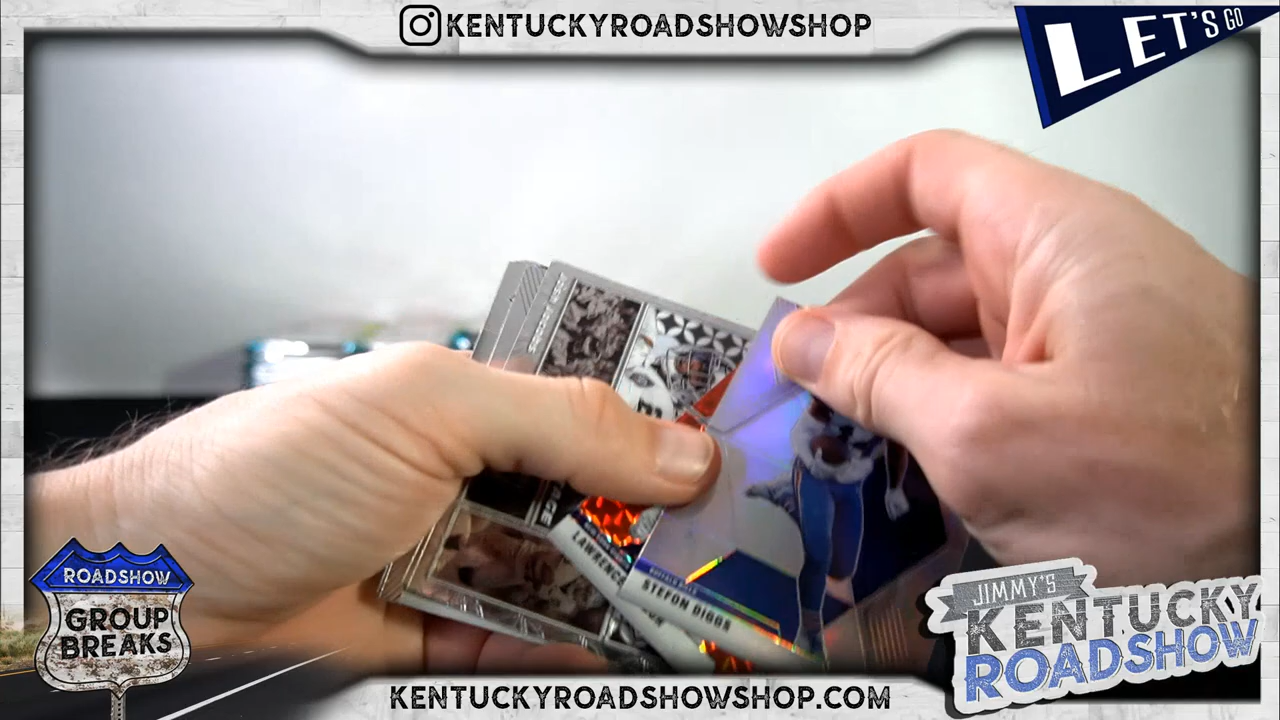 KENTUCKYROADSHOWSHOP
LET'S GO
LAWRENCE
STEFON DIGGS
ROADSHOW
GROUP
BREAKS
JIMMY'S
KENTUCKY
ROADSHOW
KENTUCKYROADSHOWSHOP.COM